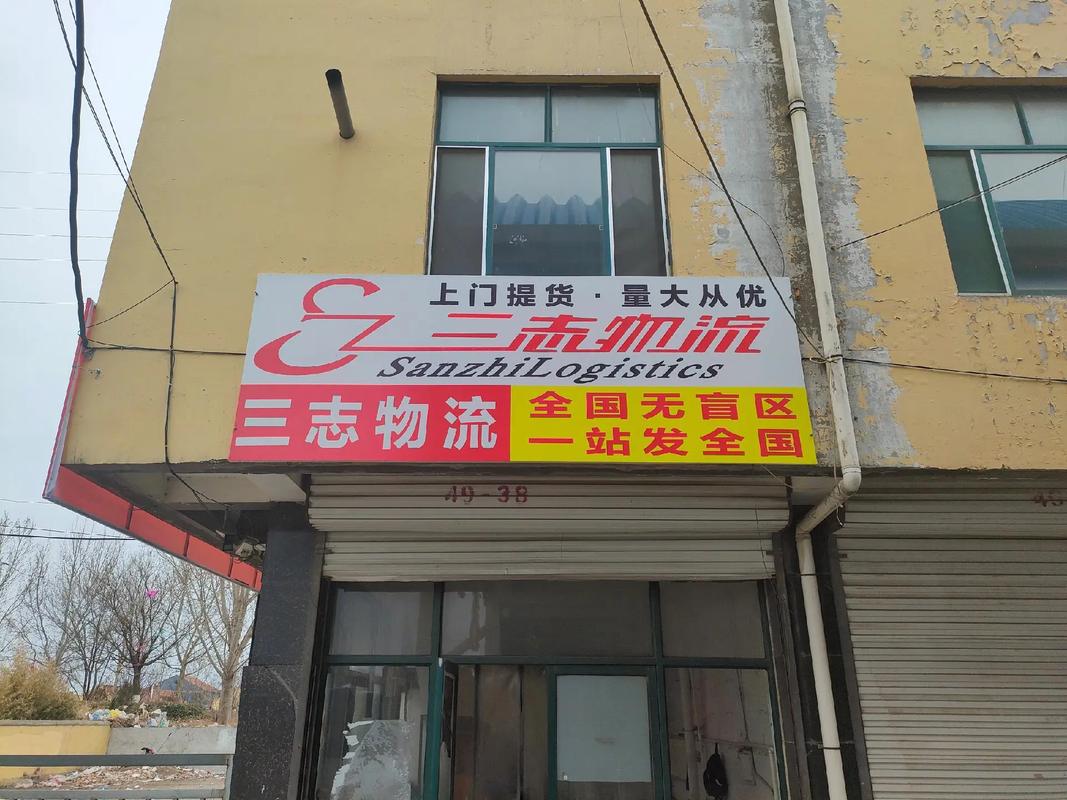 上门提货·量大从优
三志物流
SanzhiLogistics
三志物流
全国无盲区
一站发全国
49-38